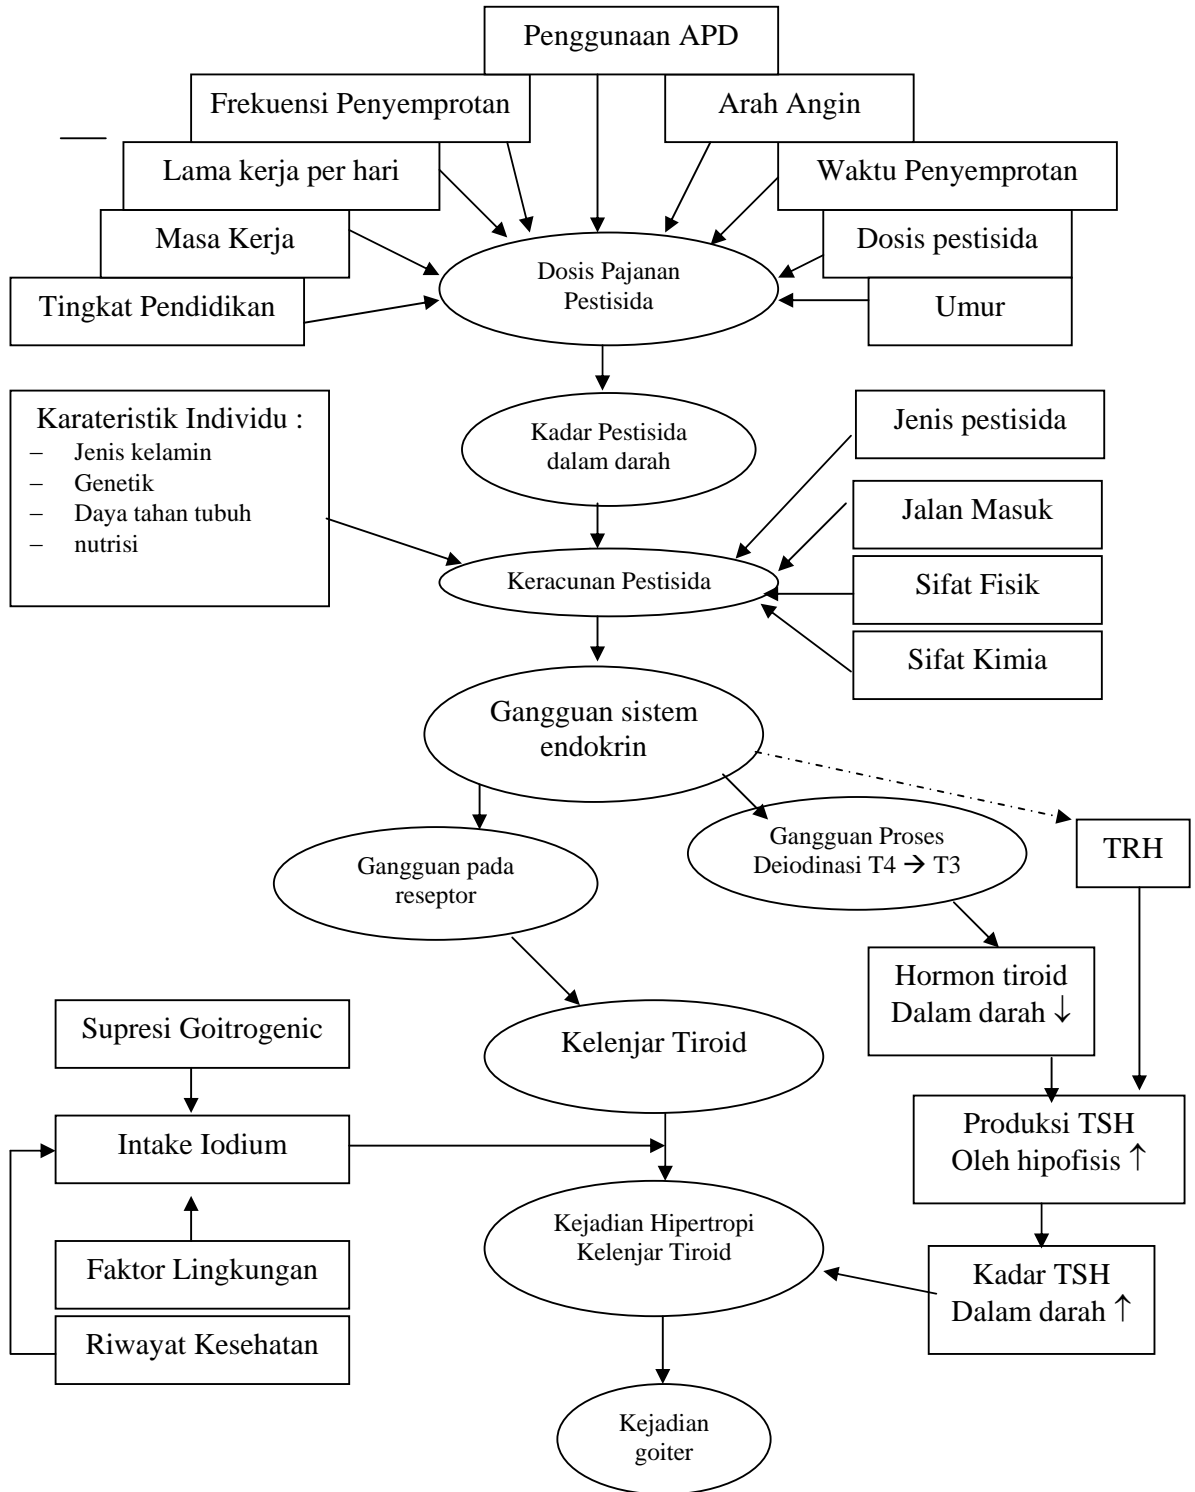 Penggunaan APD
Frekuensi Penyemprotan
Arah Angin
Lama kerja per hari
Waktu Penyemprotan
Masa Kerja
Dosis pestisida
Tingkat Pendidikan
Dosis Pajanan
Pestisida
Umur
Karateristik Individu :
– Jenis kelamin
– Genetik
– Daya tahan tubuh
– nutrisi
Kadar Pestisida
dalam darah
Jenis pestisida
Jalan Masuk
Keracunan Pestisida
Sifat Fisik
Sifat Kimia
Gangguan sistem
endokrin
Gangguan pada
reseptor
Gangguan Proses
Deiodinasi T4 → T3
TRH
Hormon tiroid
Dalam darah ↓
Supresi Goitrogenic
Kelenjar Tiroid
Intake Iodium
Produksi TSH
Oleh hipofisis ↑
Kejadian Hipertropi
Kelenjar Tiroid
Faktor Lingkungan
Kadar TSH
Dalam darah ↑
Riwayat Kesehatan
Kejadian
goiter